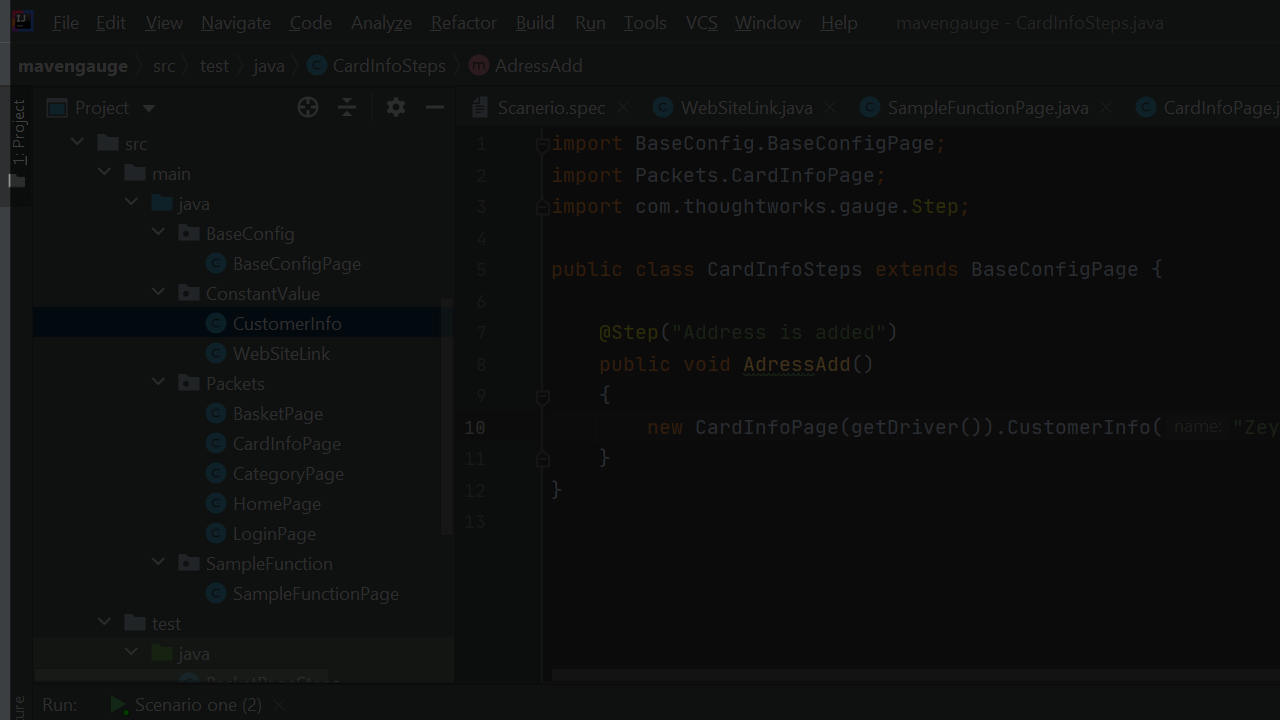 File Edit View Navigate Code Analyze Refactor Build Run Tools VCS Window Help mavengauge - CardInfoSteps.java
mavengauge src test java CardInfoSteps AdressAdd
1: Project
Project
Scanerio.spec WebSiteLink.java SampleFunctionPage.java CardInfoPage.j
src
main
java
BaseConfig
BaseConfigPage
ConstantValue
CustomerInfo
WebSiteLink
Packets
BasketPage
CardInfoPage
CategoryPage
HomePage
LoginPage
SampleFunction
SampleFunctionPage
test
java
1 import BaseConfig.BaseConfigPage;
2 import Packets.CardInfoPage;
3 import com.thoughtworks.gauge.Step;
4
5 public class CardInfoSteps extends BaseConfigPage {
6
7 @Step("Address is added")
8 public void AdressAdd()
9 {
10 new CardInfoPage(getDriver()).CustomerInfo( name: "Zey
11 }
12 }
13
Run: Scenario one (2)